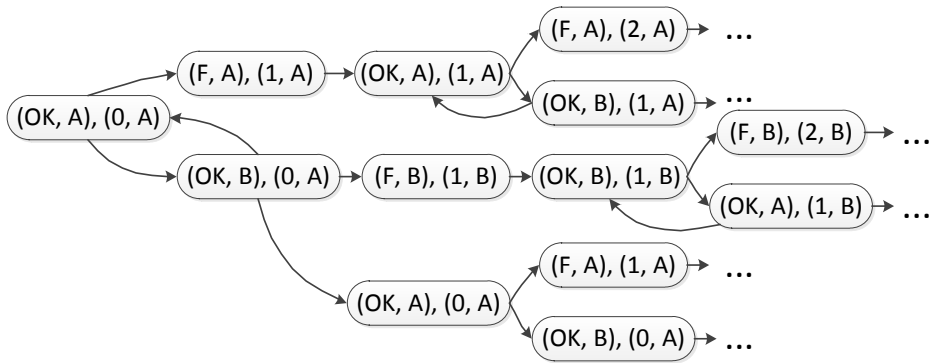 (F, A), (2, A)
...
(F, A), (1, A)
(OK, A), (1, A)
(OK, B), (1, A)
...
(OK, A), (0, A)
(F, B), (2, B)
...
(OK, B), (0, A)
(F, B), (1, B)
(OK, B), (1, B)
(OK, A), (1, B)
...
(F, A), (1, A)
...
(OK, A), (0, A)
(OK, B), (0, A)
...